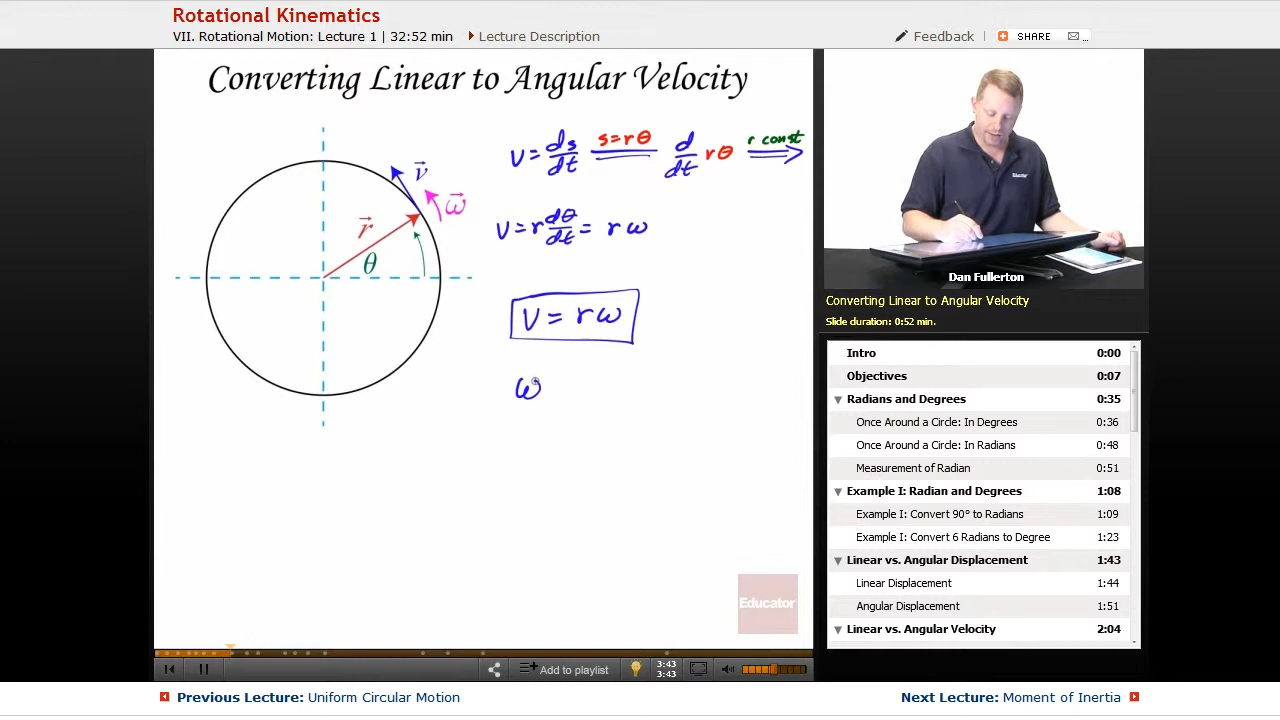 Rotational Kinematics
VII. Rotational Motion: Lecture 1 | 32:52 min
Lecture Description
Feedback
SHARE
...
Converting Linear to Angular Velocity
v = ds/dt
s=rθ
d/dt rθ
r const
v = r dθ/dt = r ω
v = r ω
ω
v
ω
r
θ
Educator
Educator
Dan Fullerton
Converting Linear to Angular Velocity
Slide duration: 0:52 min.
Intro 0:00
Objectives 0:07
Radians and Degrees 0:35
Once Around a Circle: In Degrees 0:36
Once Around a Circle: In Radians 0:48
Measurement of Radian 0:51
Example I: Radian and Degrees 1:08
Example I: Convert 90° to Radians 1:09
Example I: Convert 6 Radians to Degree 1:23
Linear vs. Angular Displacement 1:43
Linear Displacement 1:44
Angular Displacement 1:51
Linear vs. Angular Velocity 2:04
Add to playlist
3:43
3:43
Previous Lecture: Uniform Circular Motion
Next Lecture: Moment of Inertia